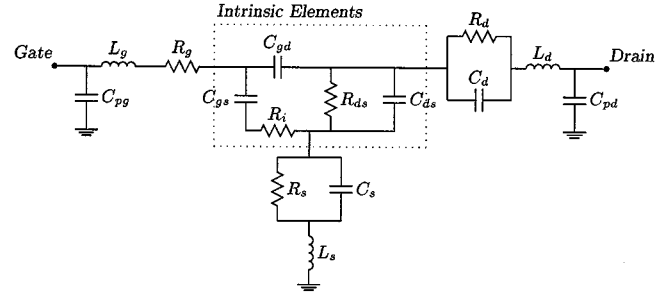 Intrinsic Elements
Gate
L_g
R_g
C_gd
R_d
L_d
Drain
C_pg
C_gs
R_i
R_ds
C_ds
C_d
C_pd
R_s
C_s
L_s